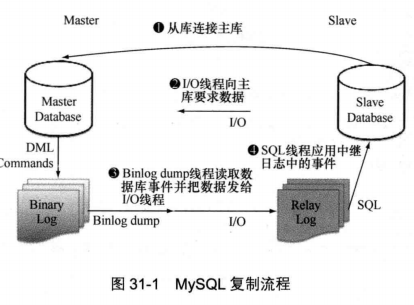 Master
Slave
❶ 从库连接主库
❷ I/O线程向主
库要求数据
I/O
Master
Database
Slave
Database
DML
Commands
❸ Binlog dump线程读取数
据库事件并把数据发给
I/O线程
❹ SQL线程应用中继
日志中的事件
Binary
Log
Binlog dump
I/O
Relay
Log
SQL
图 31-1 MySQL 复制流程